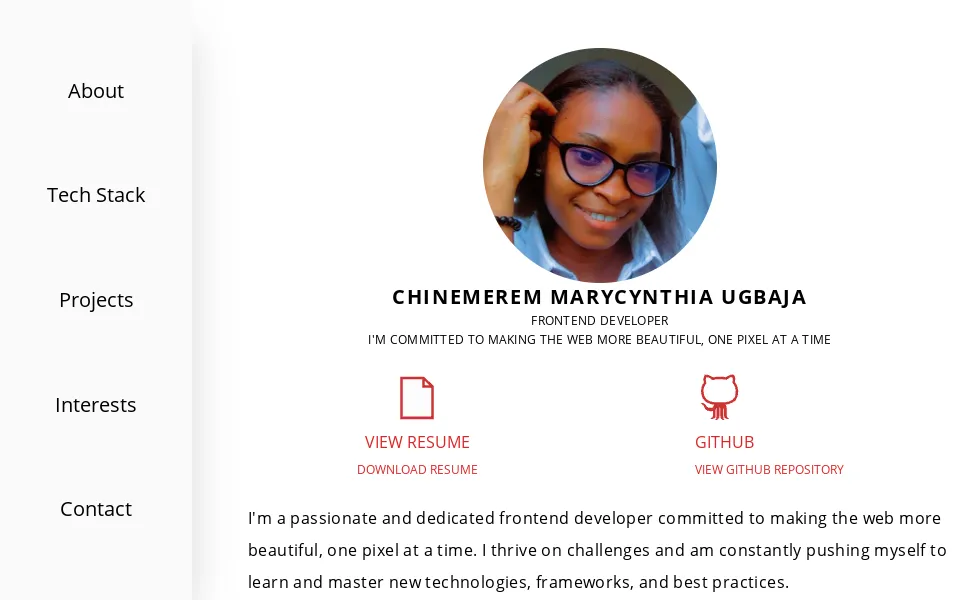 About
Tech Stack
Projects
Interests
Contact
CHINEMEREM MARYCYNTHIA UGBAJA
FRONTEND DEVELOPER
I'M COMMITTED TO MAKING THE WEB MORE BEAUTIFUL, ONE PIXEL AT A TIME
VIEW RESUME
DOWNLOAD RESUME
GITHUB
VIEW GITHUB REPOSITORY
I'm a passionate and dedicated frontend developer committed to making the web more
beautiful, one pixel at a time. I thrive on challenges and am constantly pushing myself to
learn and master new technologies, frameworks, and best practices.